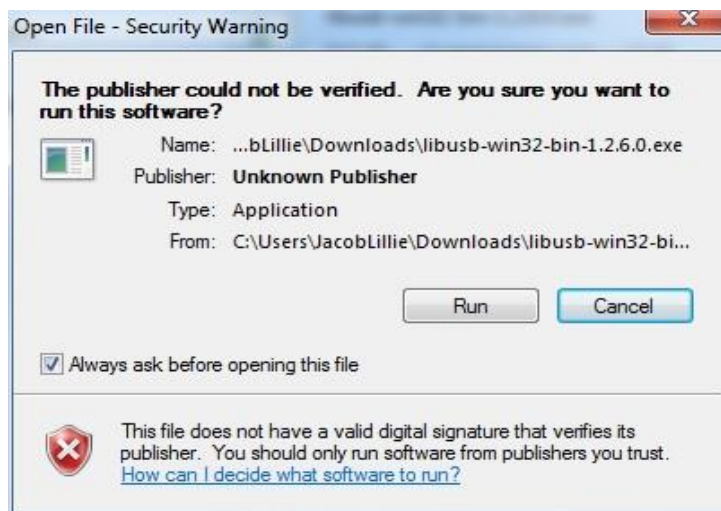 Open File - Security Warning
The publisher could not be verified.  Are you sure you want to
run this software?
Name: ...bLillie\Downloads\libusb-win32-bin-1.2.6.0.exe
Publisher: Unknown Publisher
Type: Application
From: C:\Users\JacobLillie\Downloads\libusb-win32-bi...
Run Cancel
Always ask before opening this file
This file does not have a valid digital signature that verifies its
publisher.  You should only run software from publishers you trust.
How can I decide what software to run?